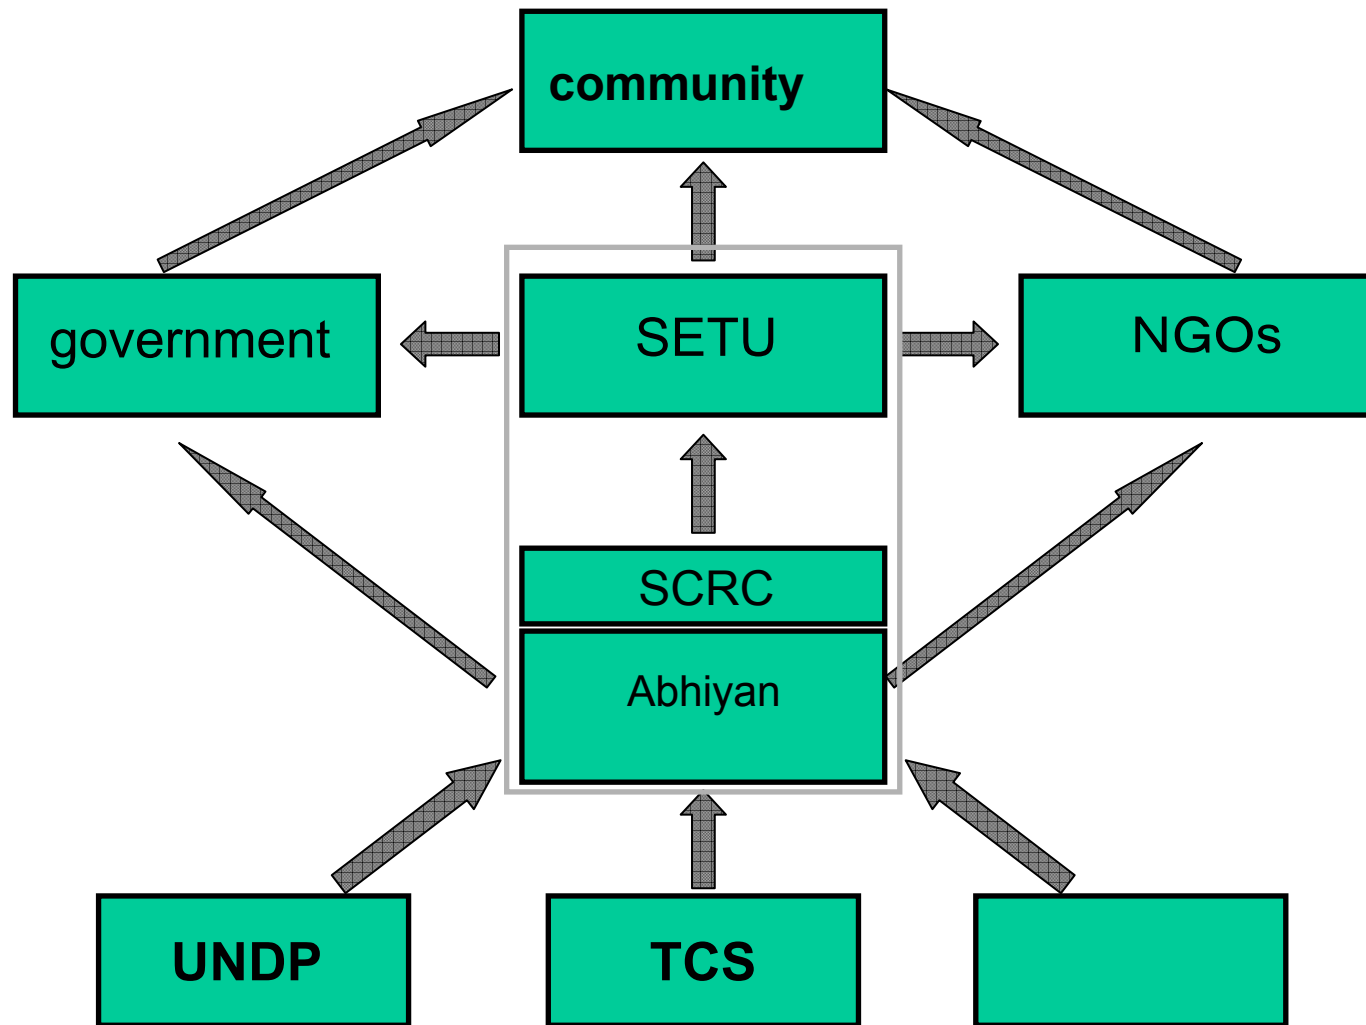 community
government
SETU
NGOs
SCRC
Abhiyan
UNDP
TCS